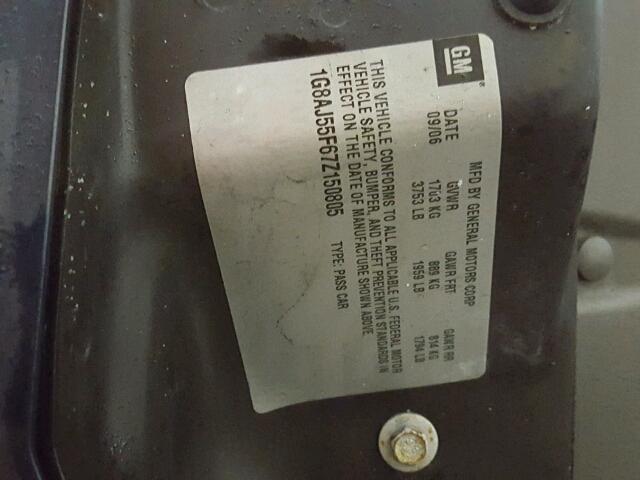 GM
MFD BY GENERAL MOTORS CORP
DATE GVWR GAWR FRT GAWR RR
09/06 1703 KG 889 KG 814 KG
3753 LB 1959 LB 1794 LB
THIS VEHICLE CONFORMS TO ALL APPLICABLE U.S. FEDERAL MOTOR
VEHICLE SAFETY, BUMPER, AND THEFT PREVENTION STANDARDS IN
EFFECT ON THE DATE OF MANUFACTURE SHOWN ABOVE
1G8AJ55F67Z150805 TYPE: PASS CAR